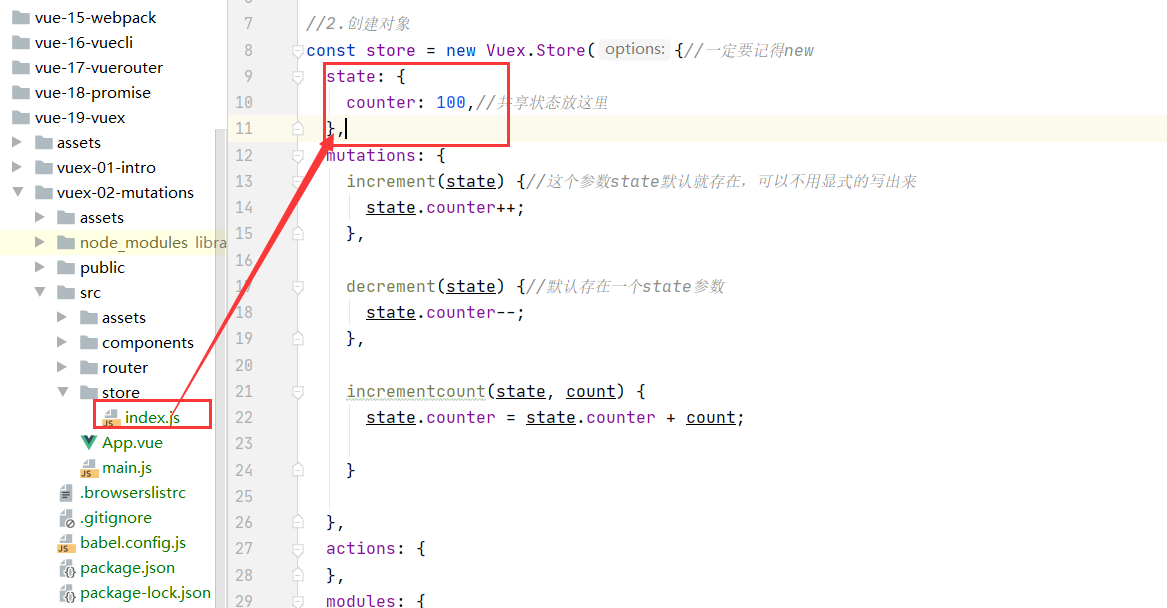 vue-15-webpack
vue-16-vuecli
vue-17-vuerouter
vue-18-promise
vue-19-vuex
assets
vuex-01-intro
vuex-02-mutations
assets
node_modules libra
public
src
assets
components
router
store
index.js
App.vue
main.js
.browserslistrc
.gitignore
babel.config.js
package.json
package-lock.json
7 //2.创建对象
8 const store = new Vuex.Store( options: {//一定要记得new
9 state: {
10 counter: 100,//共享状态放这里
11 },
12 mutations: {
13 increment(state) {//这个参数state默认就存在，可以不用显式的写出来
14 state.counter++;
15 },
16
17 decrement(state) {//默认存在一个state参数
18 state.counter--;
19 },
20
21 incrementcount(state, count) {
22 state.counter = state.counter + count;
23
24 }
25
26 },
27 actions: {
28 },
29 modules: {